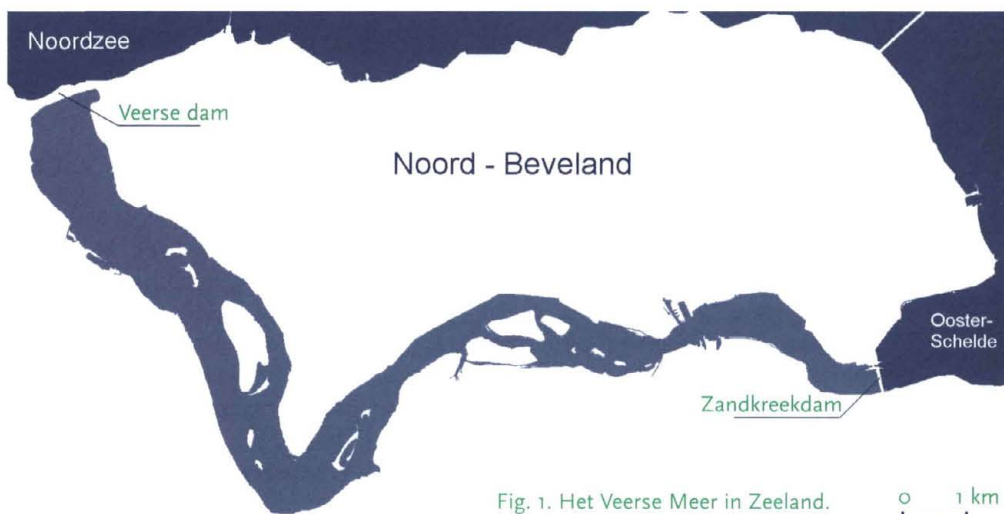 Noordzee
Veerse dam
Noord - Beveland
Ooster-
Schelde
Zandkreekdam
Fig. 1. Het Veerse Meer in Zeeland.
0 1 km